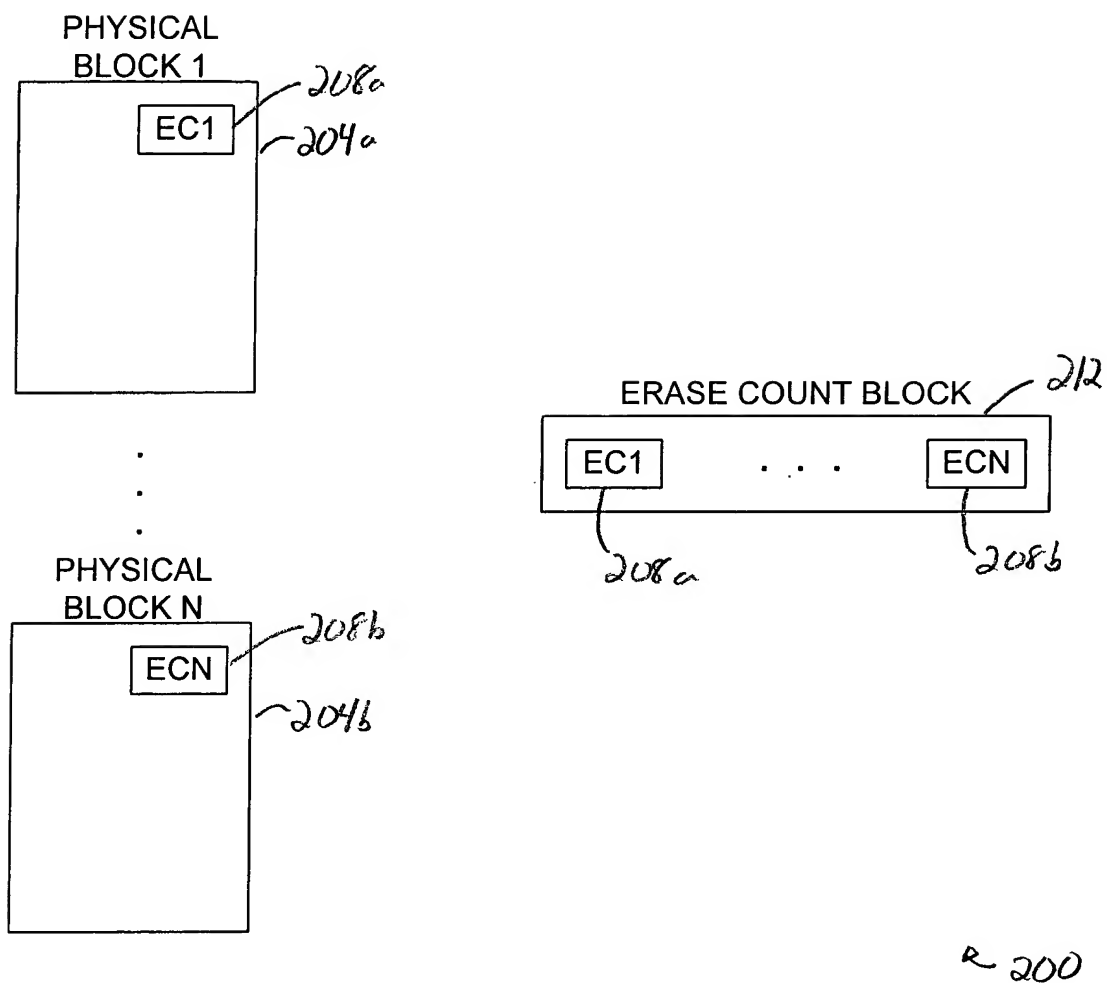 PHYSICAL
BLOCK 1
208a
EC1
204a
ERASE COUNT BLOCK
212
EC1
. . .
ECN
208a
208b
PHYSICAL
BLOCK N
208b
ECN
204b
200